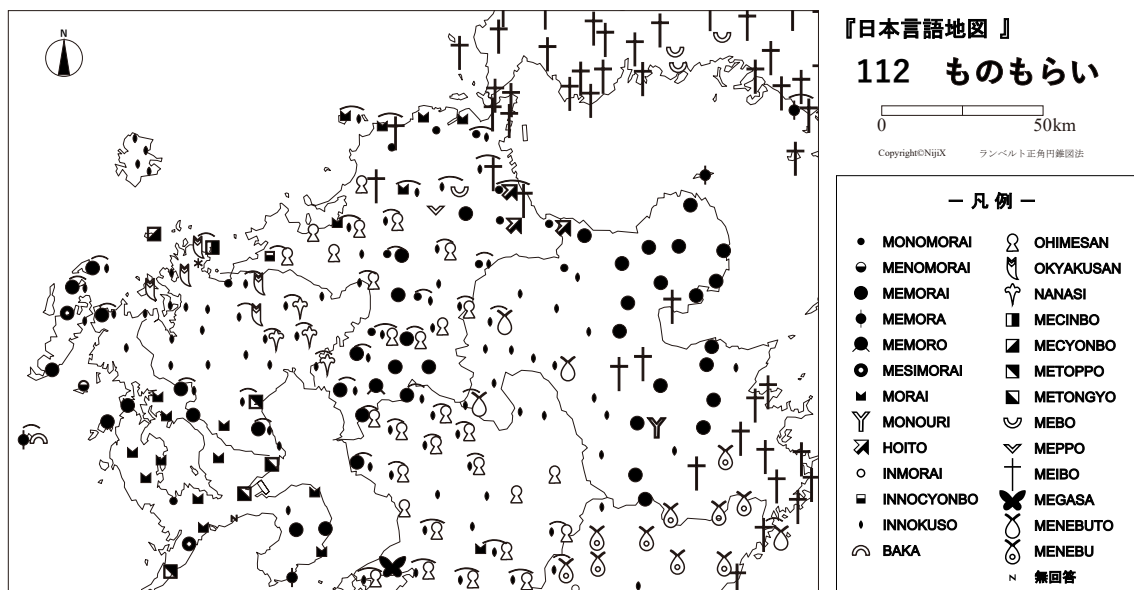 N
『日本言語地図 』
112 ものもらい
0 50km
Copyright©NijiX ランベルト正角円錐図法
― 凡 例 ―
MONOMORAI
MENOMORAI
MEMORAI
MEMORA
MEMORO
MESIMORAI
MORAI
MONOURI
HOITO
INMORAI
INNOCYONBO
INNOKUSO
BAKA
OHIMESAN
OKYAKUSAN
NANASI
MECINBO
MECYONBO
METOPPO
METONGYO
MEBO
MEPPO
MEIBO
MEGASA
MENEBUTO
MENEBU
N 無回答